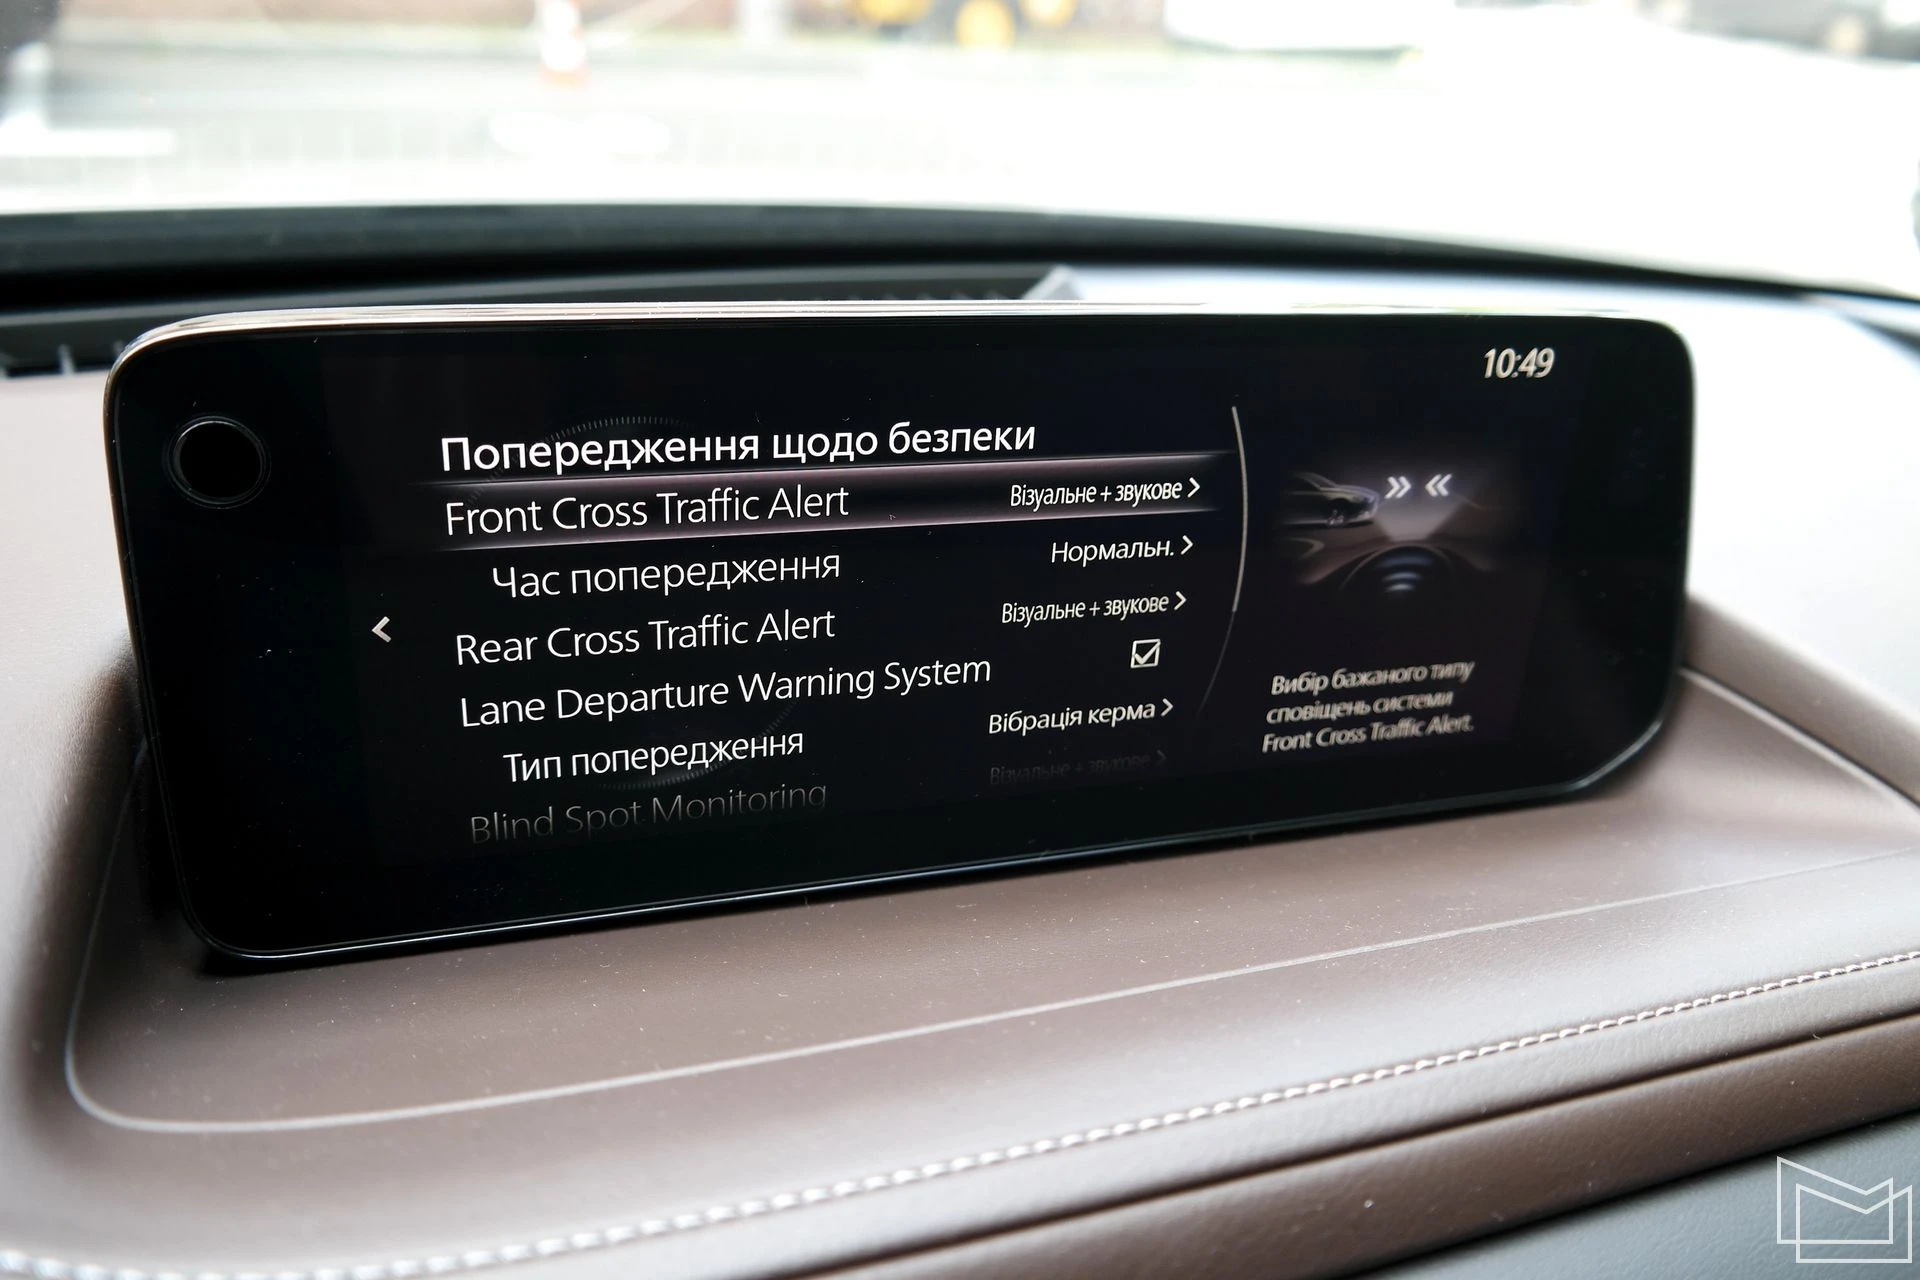 10:49
Попередження щодо безпеки
Front Cross Traffic Alert Візуальне + звукове >
Час попередження Нормальн. >
Rear Cross Traffic Alert Візуальне + звукове >
Lane Departure Warning System
Тип попередження Вібрація керма >
Blind Spot Monitoring Візуальне + звукове >
Вибір бажаного типу
сповіщень системи
Front Cross Traffic Alert.